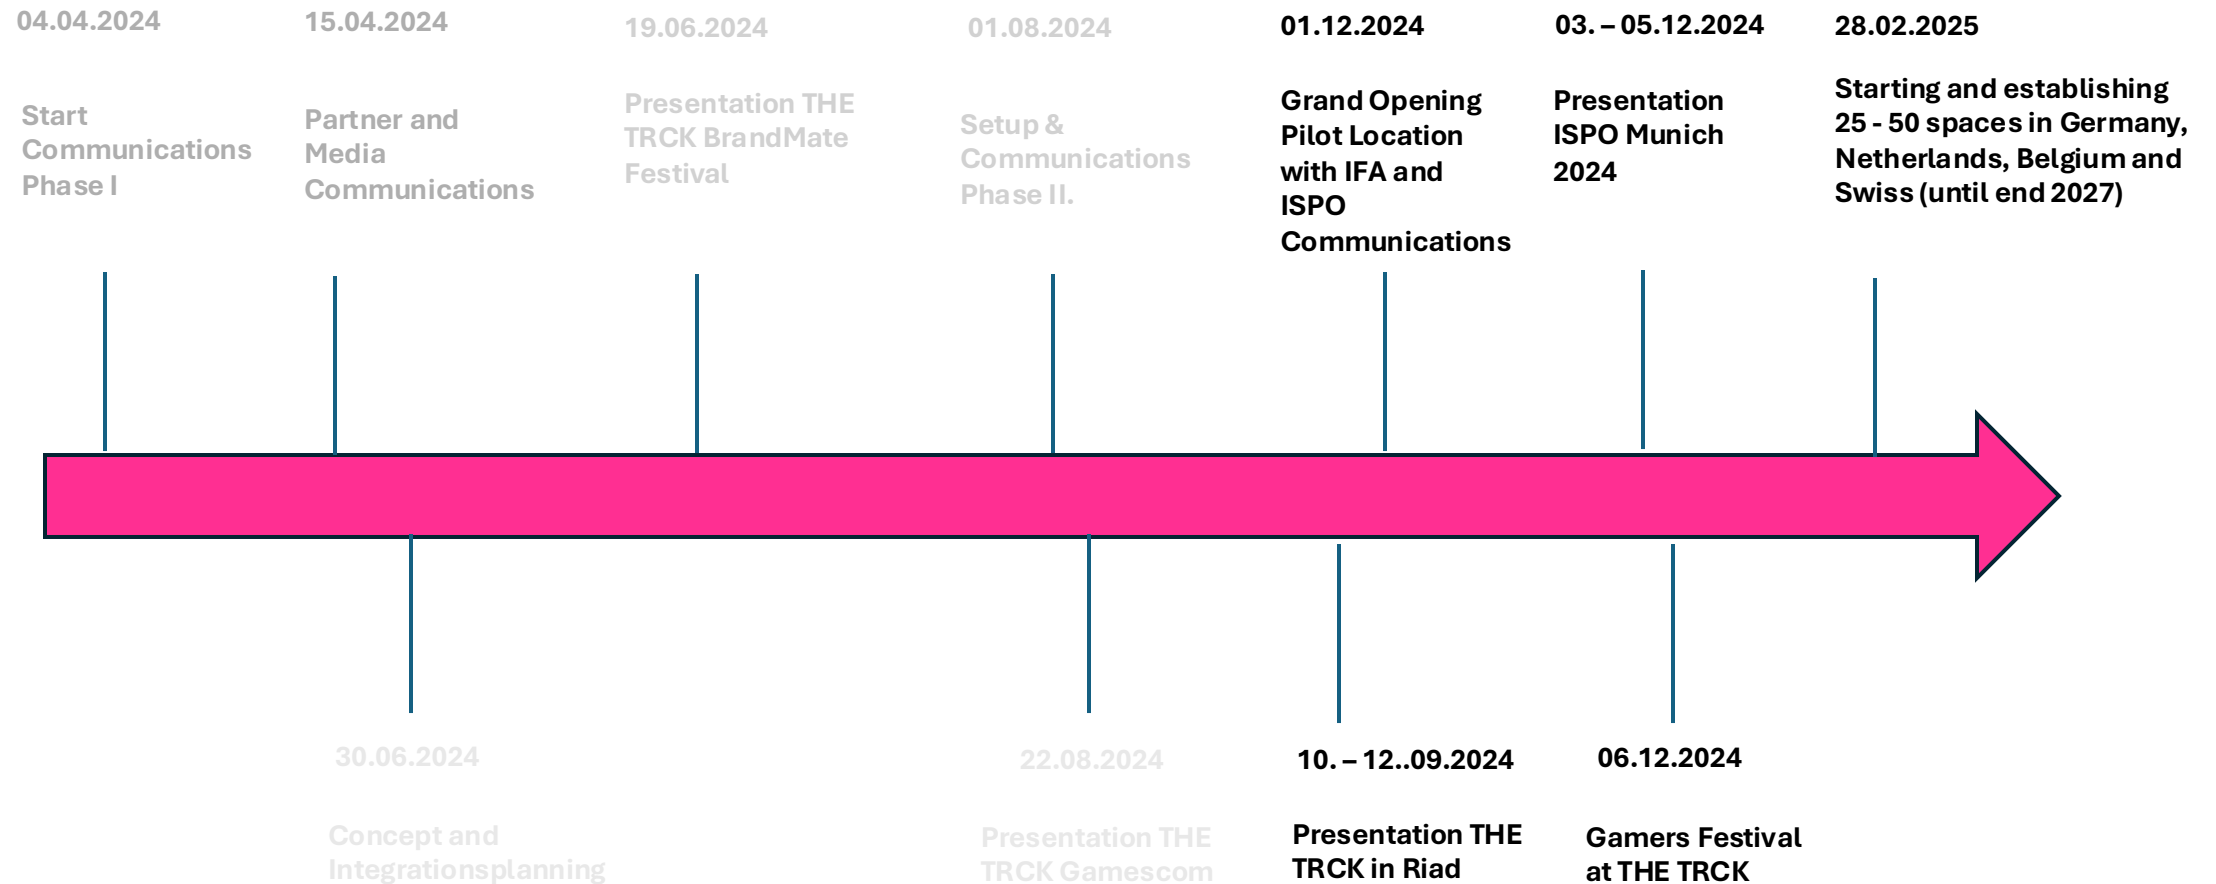 04.04.2024
Start
Communications
Phase I
15.04.2024
Partner and
Media
Communications
19.06.2024
Presentation THE
TRCK BrandMate
Festival
01.08.2024
Setup &
Communications
Phase II.
01.12.2024
Grand Opening
Pilot Location
with IFA and
ISPO
Communications
03. – 05.12.2024
Presentation
ISPO Munich
2024
28.02.2025
Starting and establishing
25 - 50 spaces in Germany,
Netherlands, Belgium and
Swiss (until end 2027)
30.06.2024
Concept and
Integrationsplanning
22.08.2024
Presentation THE
TRCK Gamescom
10. – 12..09.2024
Presentation THE
TRCK in Riad
06.12.2024
Gamers Festival
at THE TRCK